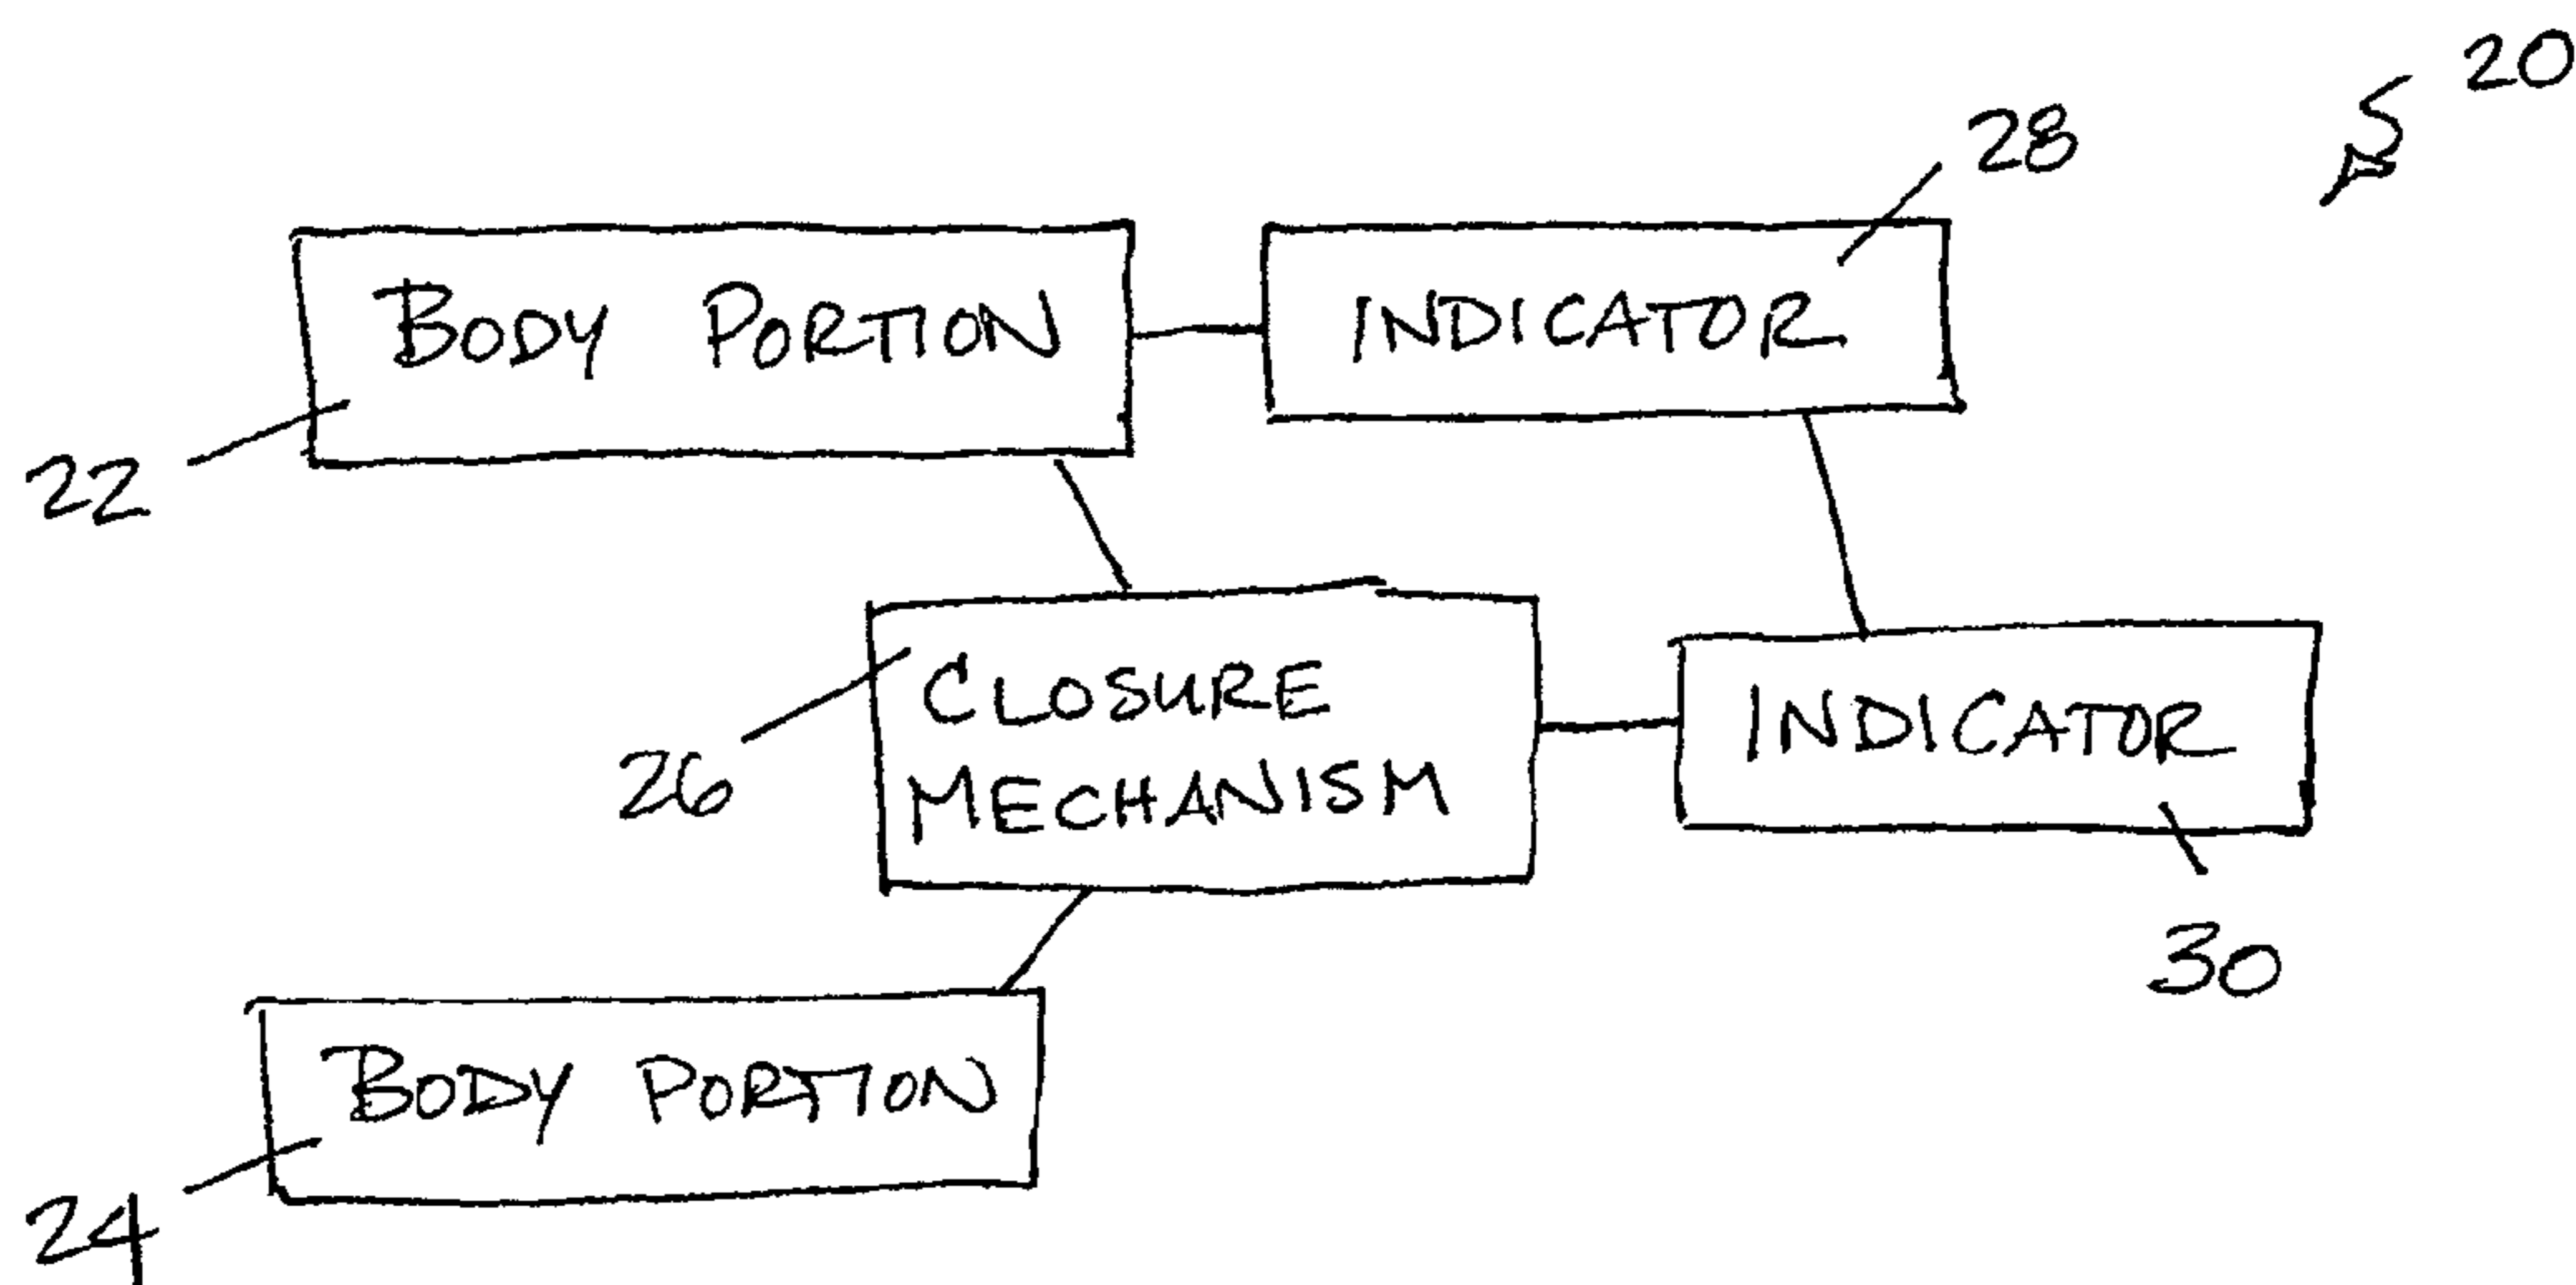 20
28
BODY PORTION
INDICATOR
22
CLOSURE
MECHANISM
INDICATOR
26
30
BODY PORTION
24